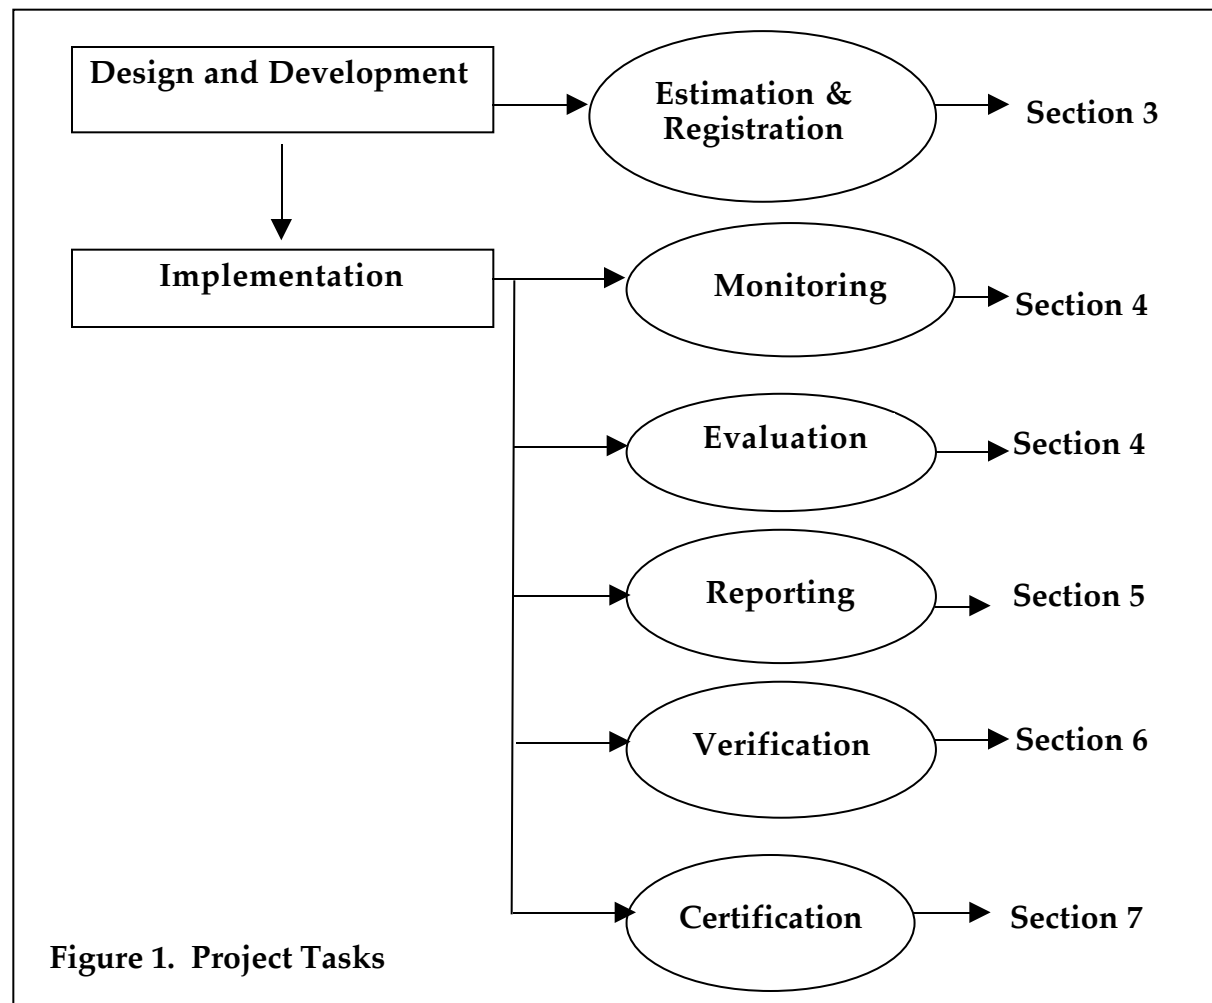 Design and Development
Estimation &
Registration
Section 3
Implementation
Monitoring
Section 4
Evaluation
Section 4
Reporting
Section 5
Verification
Section 6
Certification
Section 7
Figure 1. Project Tasks